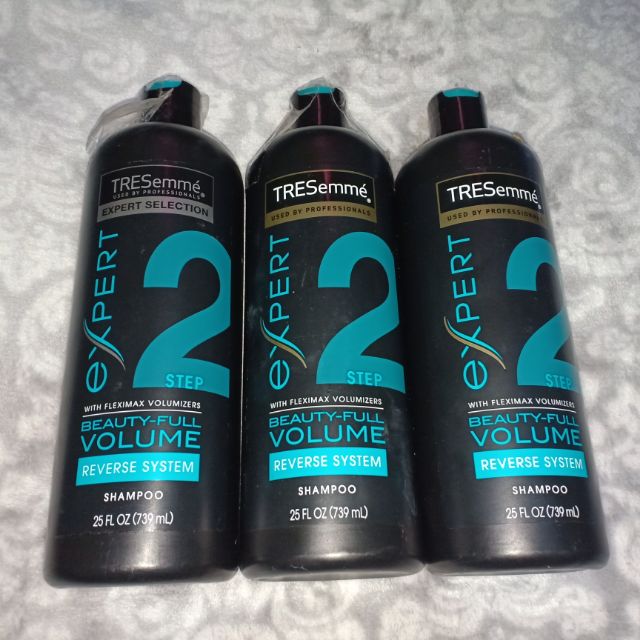 TRESemmé
USED BY PROFESSIONALS
EXPERT SELECTION
eXPERT
2
STEP
WITH FLEXIMAX VOLUMIZERS
BEAUTY-FULL
VOLUME
REVERSE SYSTEM
SHAMPOO
25 FL OZ (739 mL)
TRESemmé
USED BY PROFESSIONALS
eXPERT
2
STEP
WITH FLEXIMAX VOLUMIZERS
BEAUTY-FULL
VOLUME
REVERSE SYSTEM
SHAMPOO
25 FL OZ (739 mL)
TRESemmé
USED BY PROFESSIONALS
eXPERT
2
STEP
WITH FLEXIMAX VOLUMIZERS
BEAUTY-FULL
VOLUME
REVERSE SYSTEM
SHAMPOO
25 FL OZ (739 mL)